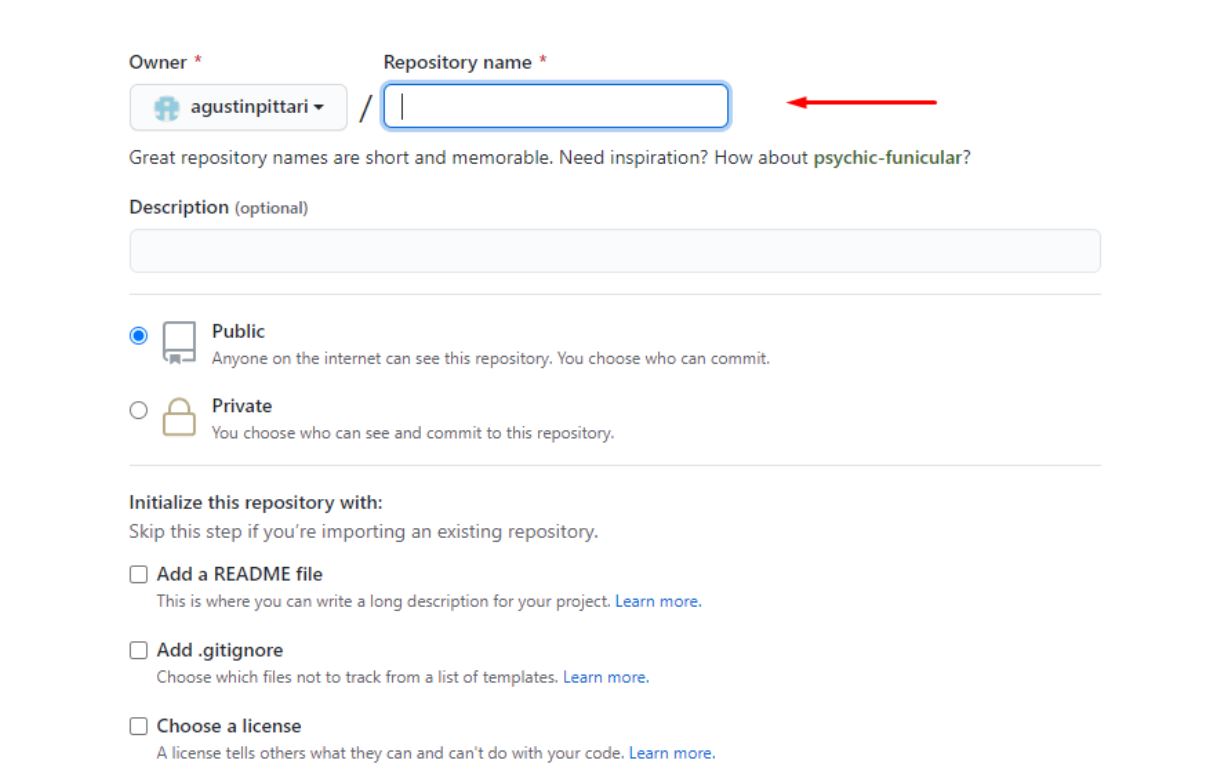 Owner *
Repository name *
agustinpittari
/
Great repository names are short and memorable. Need inspiration? How about psychic-funicular?
Description (optional)
Public
Anyone on the internet can see this repository. You choose who can commit.
Private
You choose who can see and commit to this repository.
Initialize this repository with:
Skip this step if you’re importing an existing repository.
Add a README file
This is where you can write a long description for your project. Learn more.
Add .gitignore
Choose which files not to track from a list of templates. Learn more.
Choose a license
A license tells others what they can and can't do with your code. Learn more.